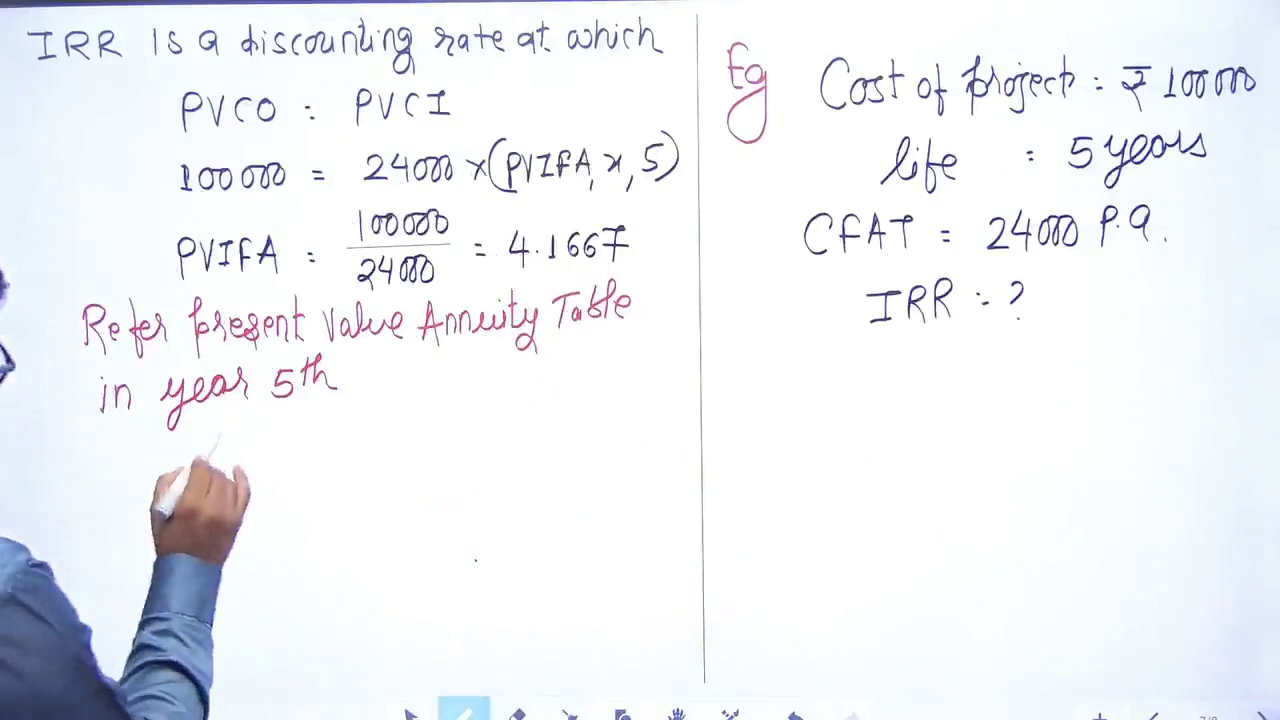 IRR is a discounting rate at which
PVCO : PVCI
100000 = 24000 × (PVIFA, x, 5)
PVIFA : 100000/24000 = 4.1667
Refer present value Annuity Table
in year 5th
Eg Cost of project : ₹ 100000
life : 5 years
CFAT = 24000 P.a.
IRR :- ?